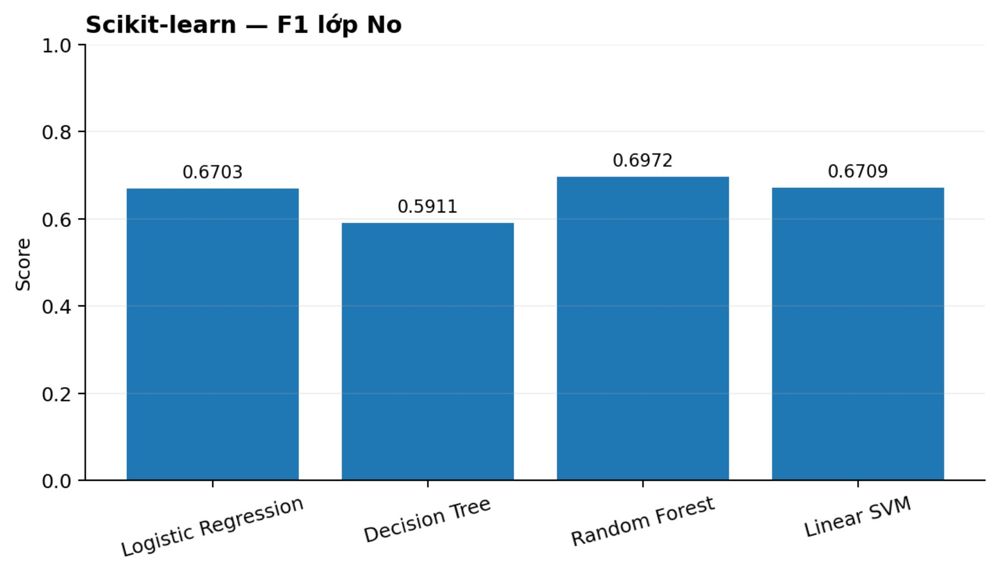 Scikit-learn — F1 lớp No
1.0
0.8
0.6
0.4
0.2
0.0
Score
0.6703
0.5911
0.6972
0.6709
Logistic Regression
Decision Tree
Random Forest
Linear SVM